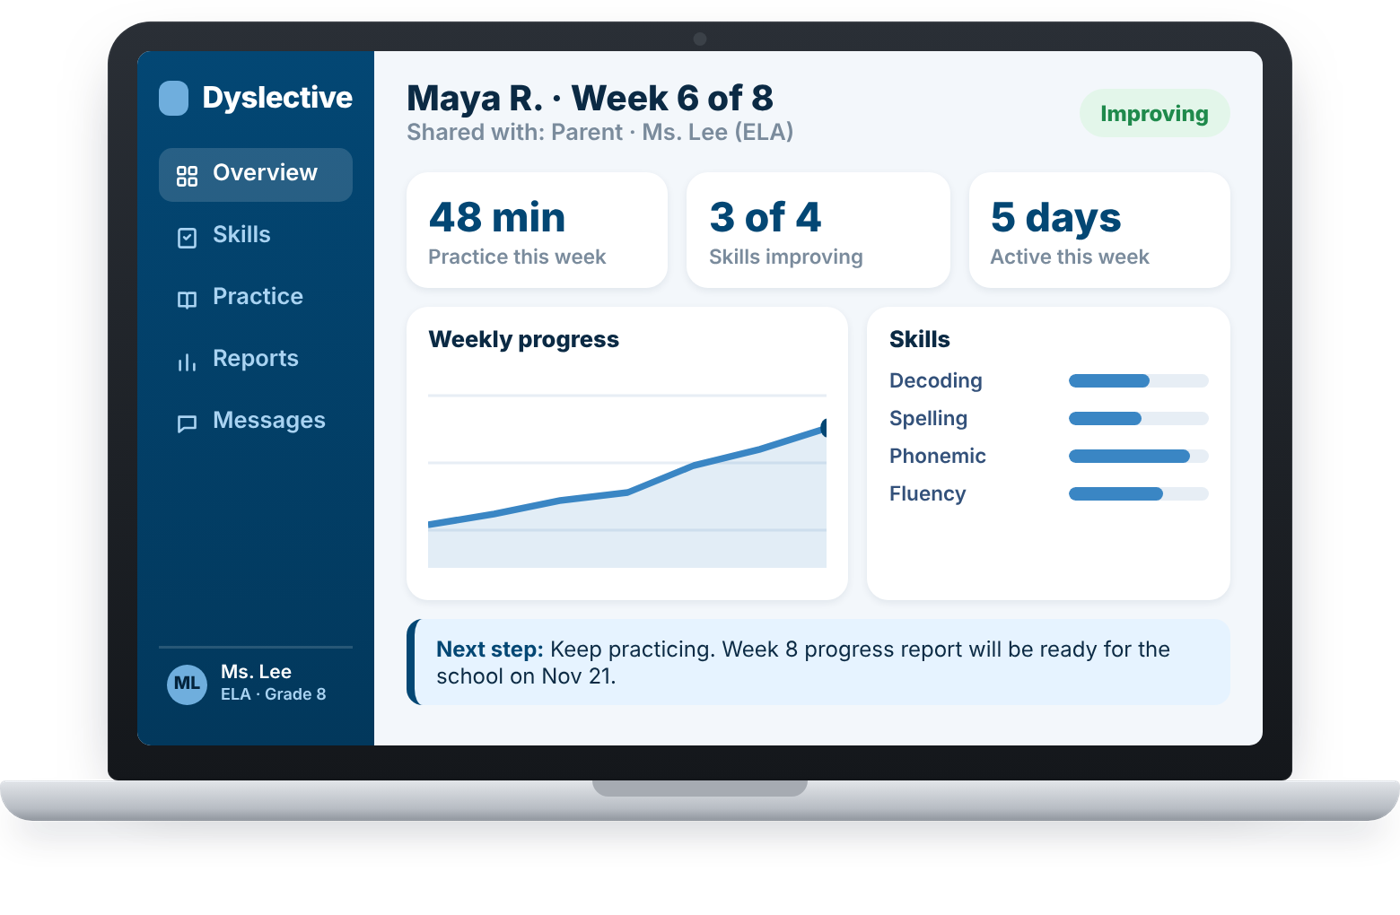 Dyslective
Overview
Skills
Practice
Reports
Messages
ML
Ms. Lee
ELA · Grade 8
Maya R. · Week 6 of 8
Shared with: Parent · Ms. Lee (ELA)
Improving
48 min
Practice this week
3 of 4
Skills improving
5 days
Active this week
Weekly progress
Skills
Decoding
Spelling
Phonemic
Fluency
Next step: Keep practicing. Week 8 progress report will be ready for the
school on Nov 21.